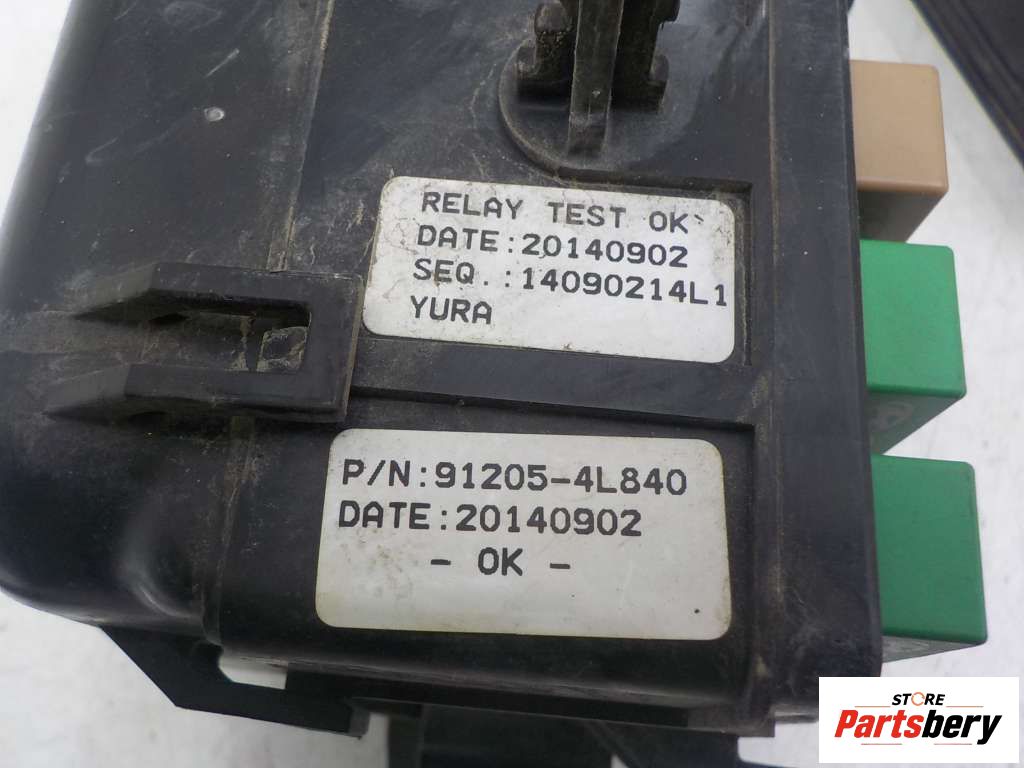 RELAY TEST OK
DATE:20140902
SEQ.:14090214L1
YURA
P/N:91205-4L840
DATE:20140902
- OK -
STORE
Partsbery